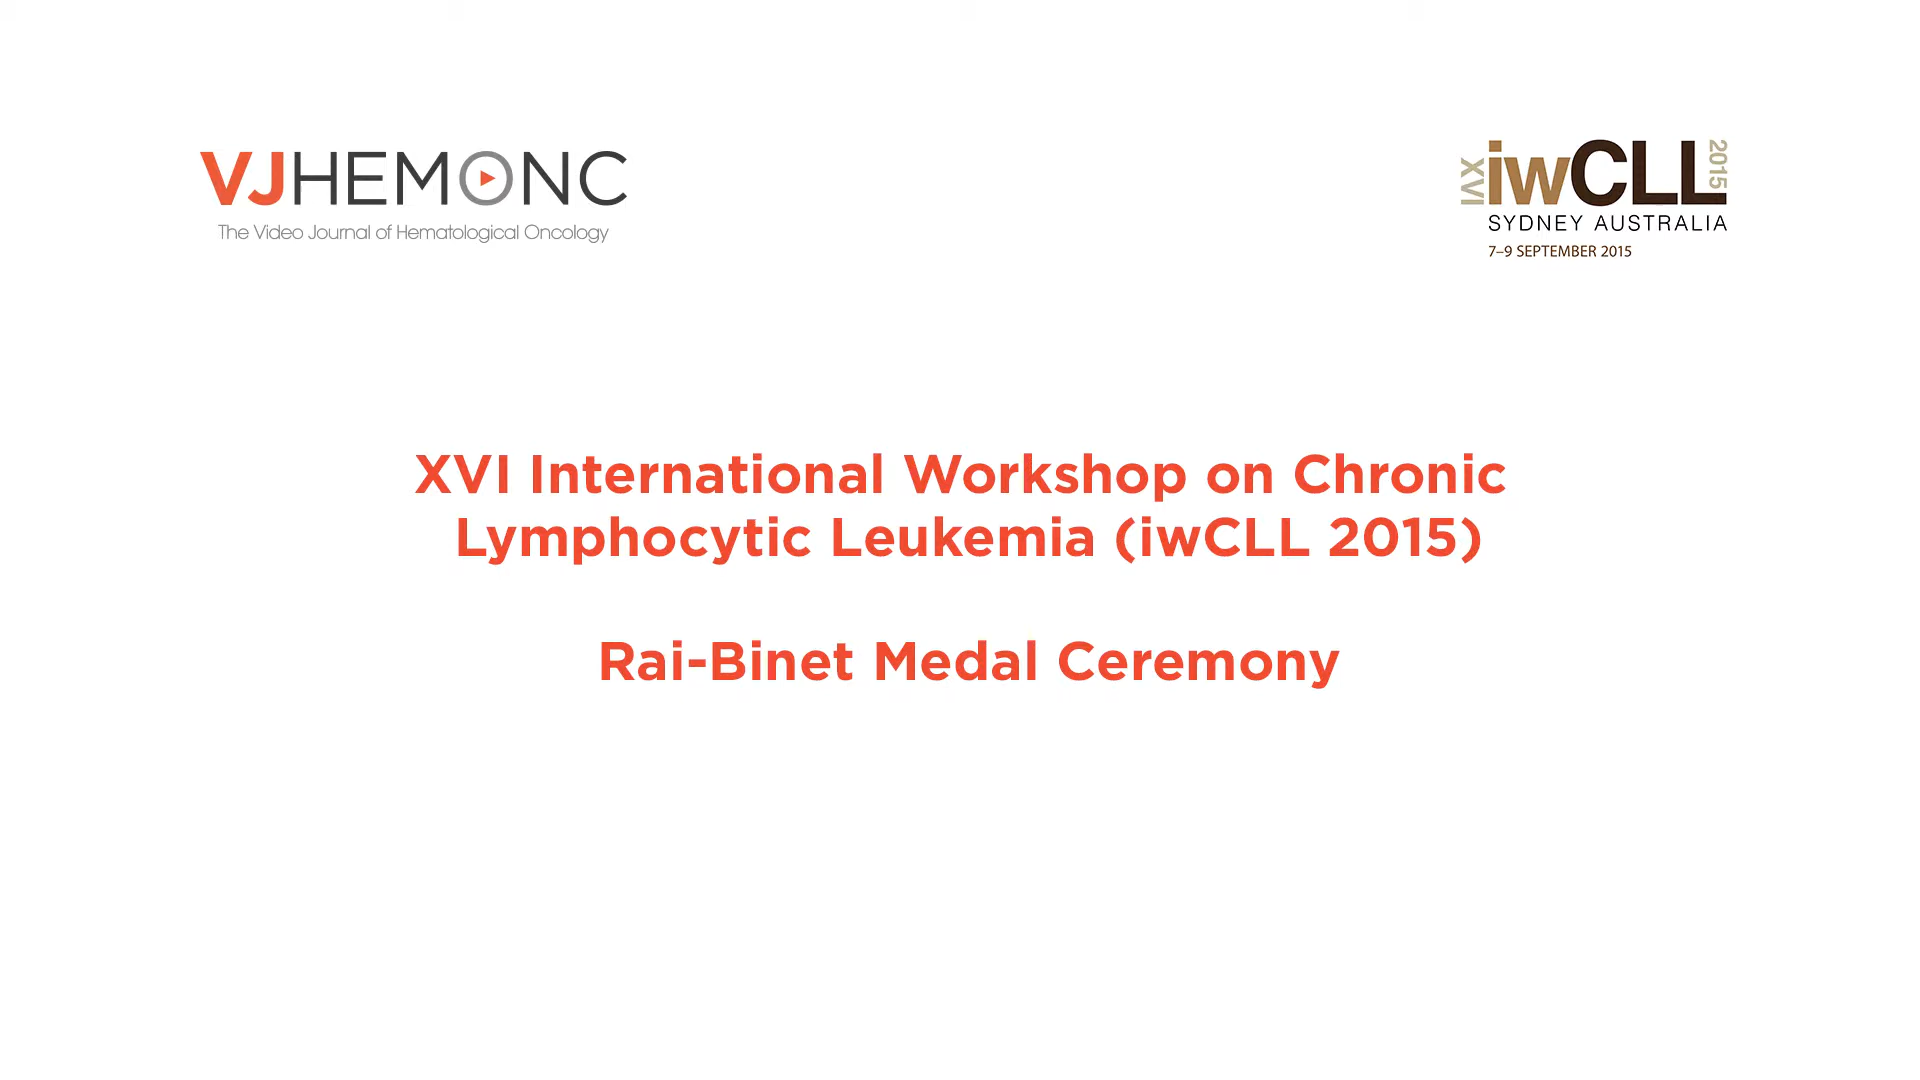 VJHEMONC
The Video Journal of Hematological Oncology
XVI iwCLL 2015
SYDNEY AUSTRALIA
7–9 SEPTEMBER 2015
XVI International Workshop on Chronic
Lymphocytic Leukemia (iwCLL 2015)
Rai-Binet Medal Ceremony